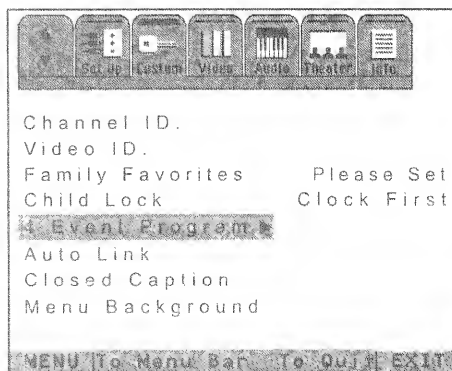 Set Up Custom Video Audio Theater Info
Channel ID.
Video ID.
Family Favorites Please Set
Child Lock Clock First
4 Event Program
Auto Link
Closed Caption
Menu Background
MENU To Menu Bar To Quit EXIT